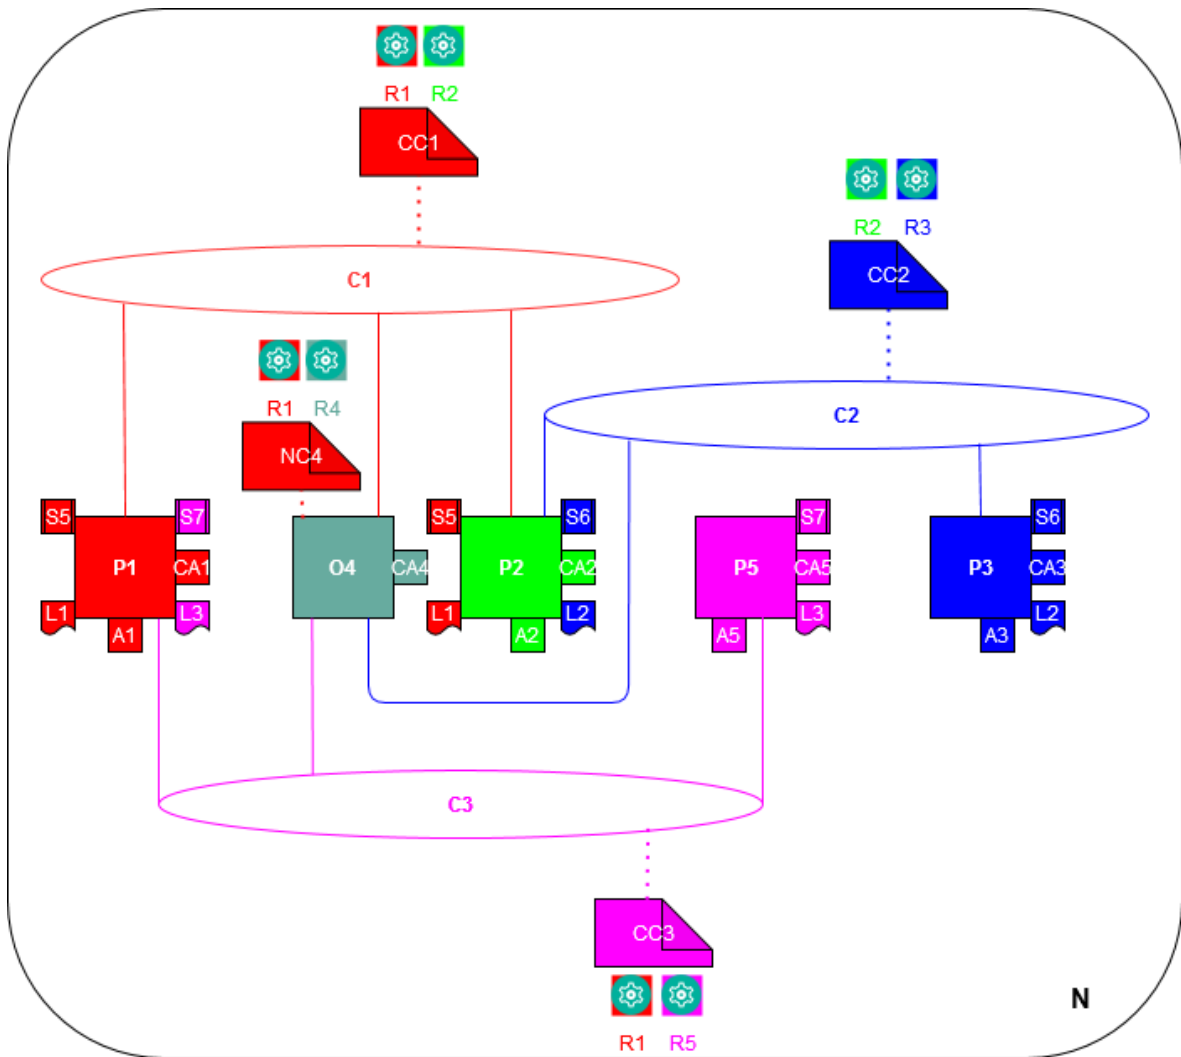 R1 R2
CC1
R2 R3
CC2
C1
R1 R4
NC4
C2
S5 S7 S5 S6 S7 S6
P1 CA1 O4 CA4 P2 CA2 P5 CA5 P3 CA3
L1 L3 L1 L2 L3 L2
A1 A2 A5 A3
C3
CC3
N
R1 R5